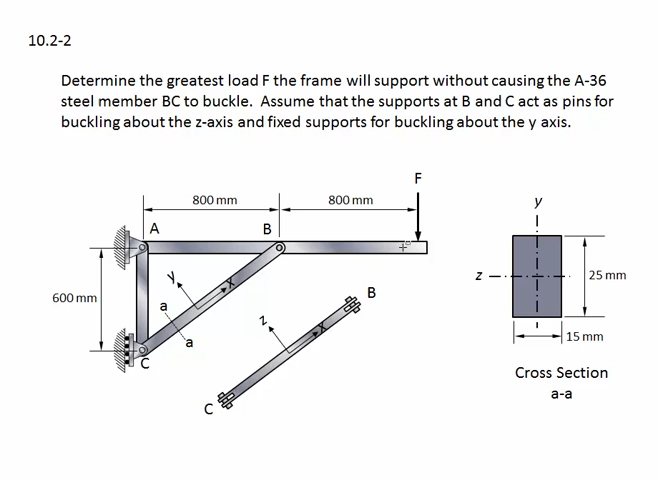 10.2-2
Determine the greatest load F the frame will support without causing the A-36
steel member BC to buckle. Assume that the supports at B and C act as pins for
buckling about the z-axis and fixed supports for buckling about the y axis.
F
800 mm
800 mm
y
A
B
y
x
z
25 mm
600 mm
a
B
z
x
a
15 mm
C
C
Cross Section
a-a